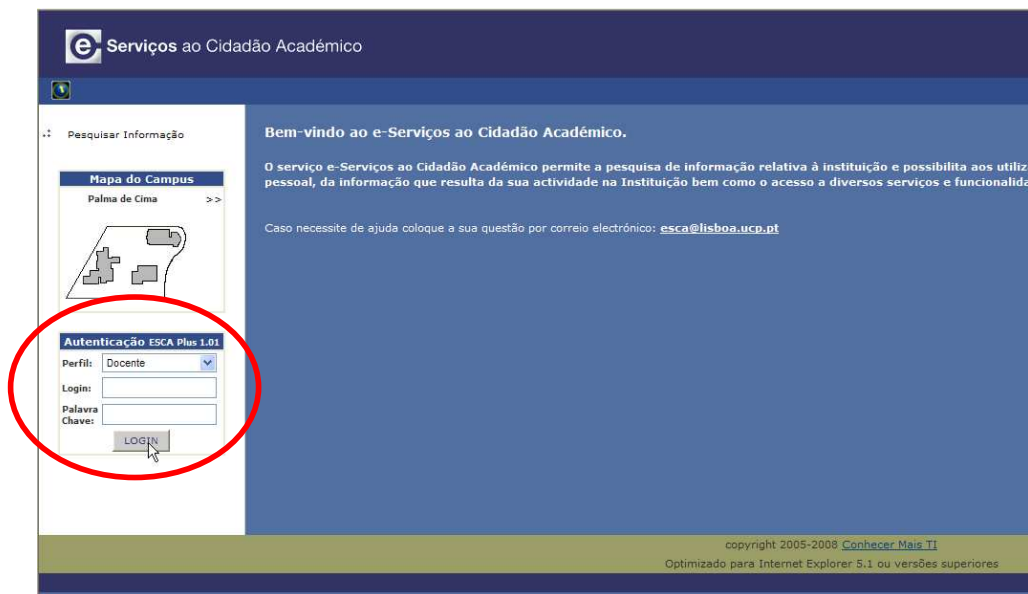 e Serviços ao Cidadão Académico
Pesquisar Informação
Mapa do Campus
Palma de Cima >>
Autenticação ESCA Plus 1.01
Perfil: Docente
Login:
Palavra
Chave:
LOGIN
Bem-vindo ao e-Serviços ao Cidadão Académico.
O serviço e-Serviços ao Cidadão Académico permite a pesquisa de informação relativa à instituição e possibilita aos utiliz
pessoal, da informação que resulta da sua actividade na Instituição bem como o acesso a diversos serviços e funcionalida
Caso necessite de ajuda coloque a sua questão por correio electrónico: esca@lisboa.ucp.pt
copyright 2005-2008 Conhecer Mais TI
Optimizado para Internet Explorer 5.1 ou versões superiores